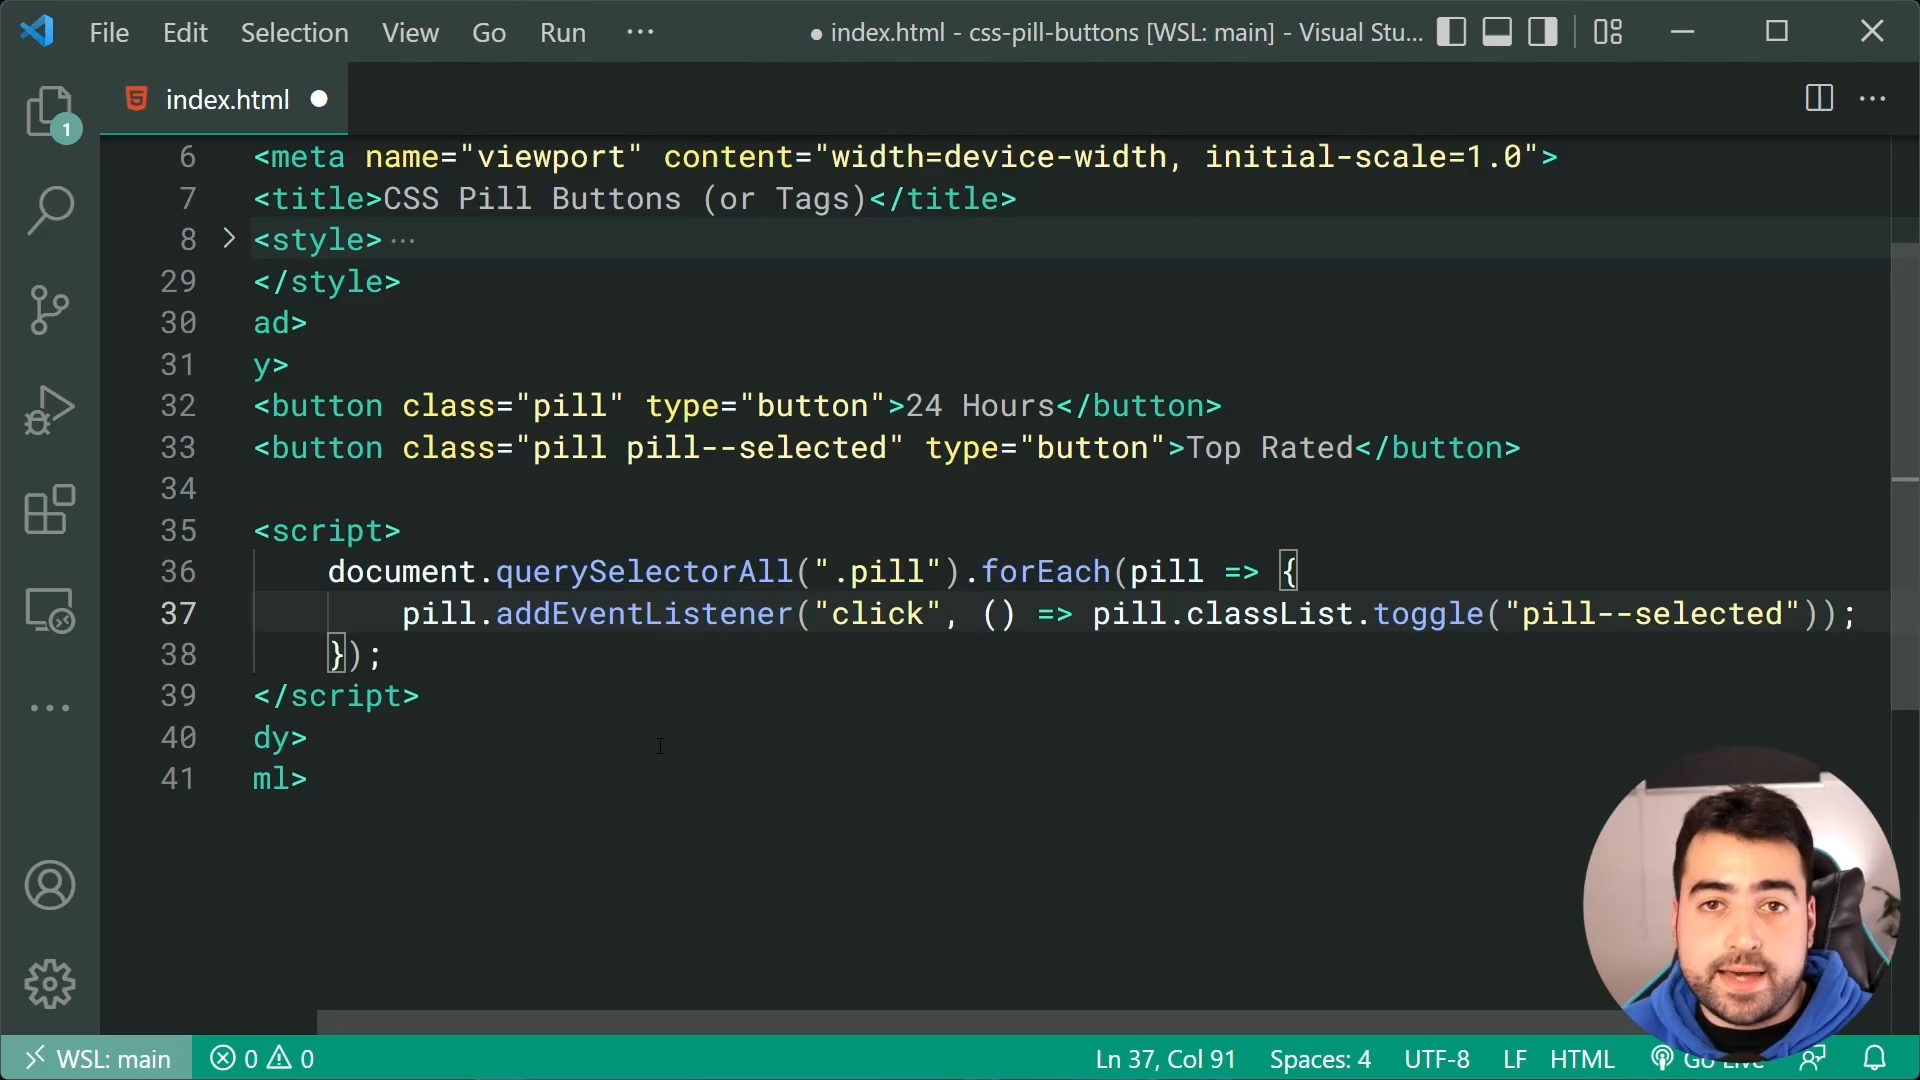 File Edit Selection View Go Run ··· ● index.html - css-pill-buttons [WSL: main] - Visual Stu...
index.html ●
1
6 <meta name="viewport" content="width=device-width, initial-scale=1.0">
7 <title>CSS Pill Buttons (or Tags)</title>
8 <style>···
29 </style>
30 ad>
31 y>
32 <button class="pill" type="button">24 Hours</button>
33 <button class="pill pill--selected" type="button">Top Rated</button>
34
35 <script>
36 document.querySelectorAll(".pill").forEach(pill => {
37 pill.addEventListener("click", () => pill.classList.toggle("pill--selected"));
38 });
39 </script>
40 dy>
41 ml>
WSL: main 0 0 Ln 37, Col 91 Spaces: 4 UTF-8 LF HTML Go Live